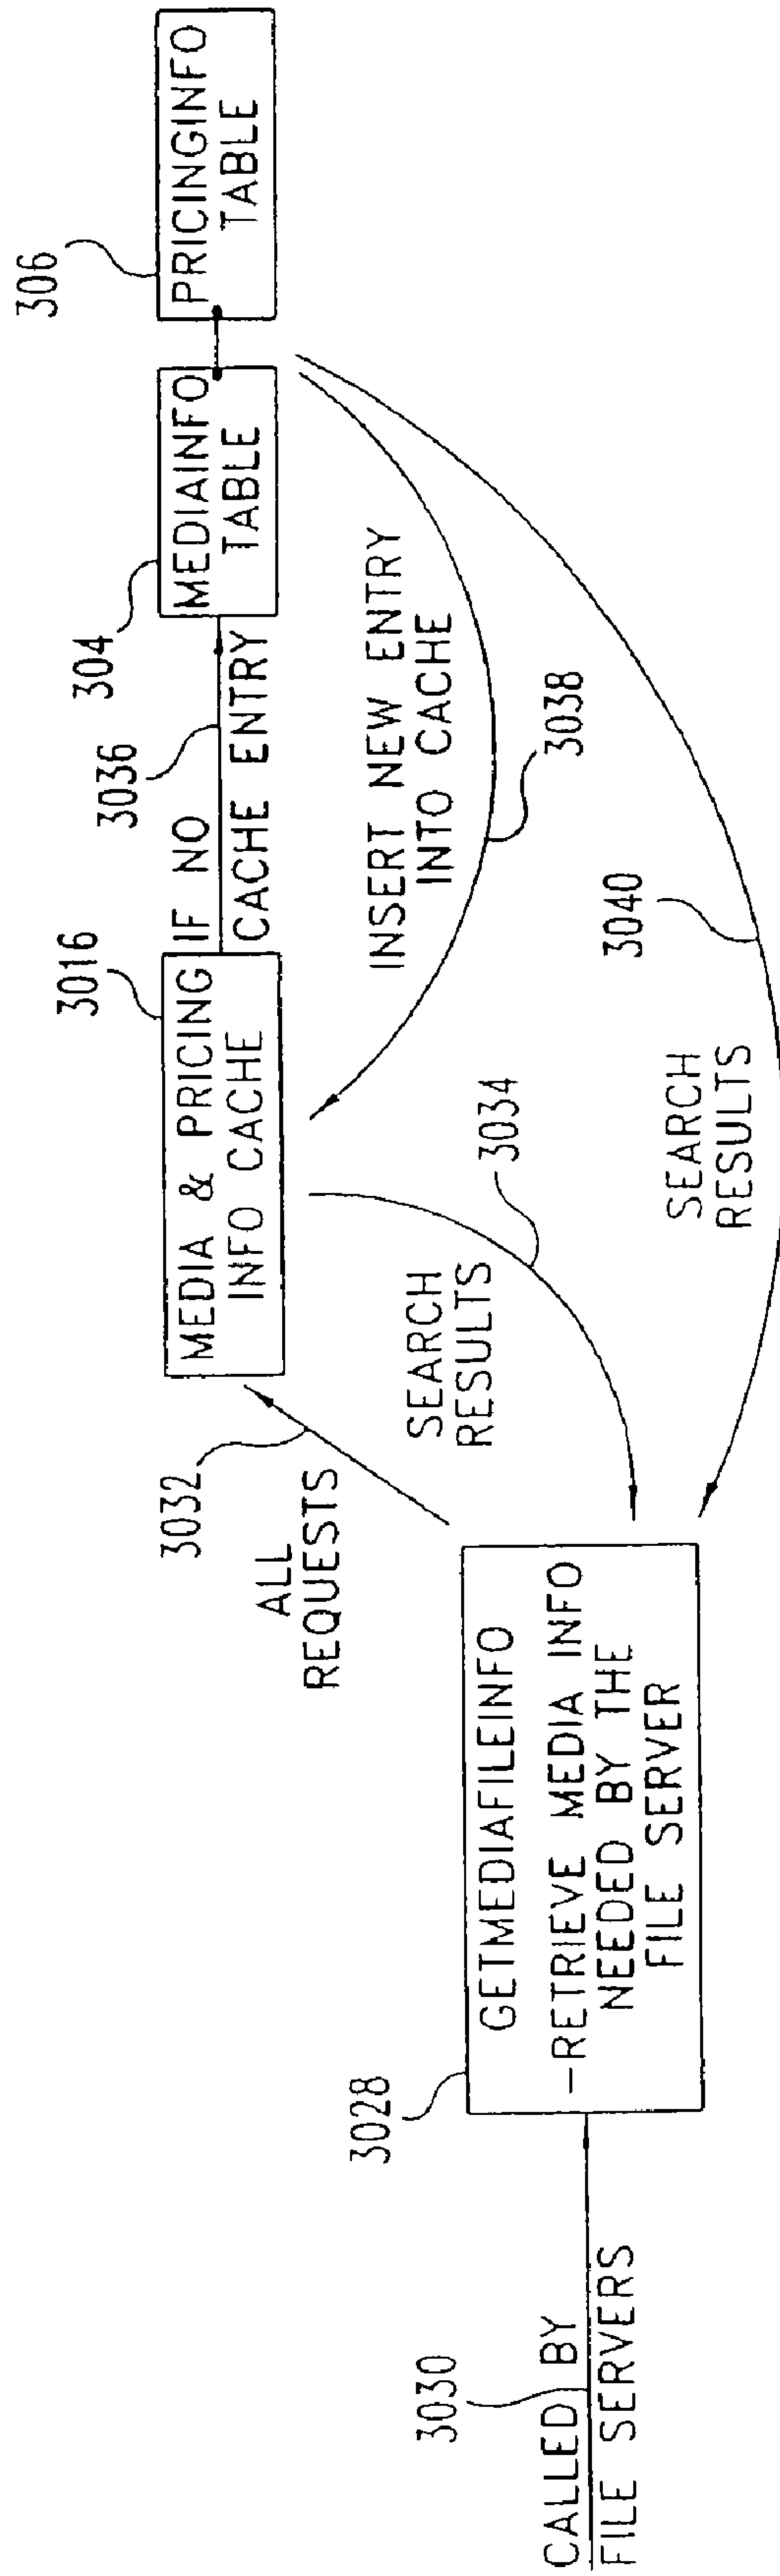 306
PRICINGINFO
TABLE
304
MEDIAINFO
TABLE
3036
IF NO
CACHE ENTRY
3016
MEDIA & PRICING
INFO CACHE
INSERT NEW ENTRY
INTO CACHE
3038
3040
SEARCH
RESULTS
3034
SEARCH
RESULTS
3032
ALL
REQUESTS
3028
GETMEDIAFILEINFO
-RETRIEVE MEDIA INFO
NEEDED BY THE
FILE SERVER
3030
CALLED BY
FILE SERVERS